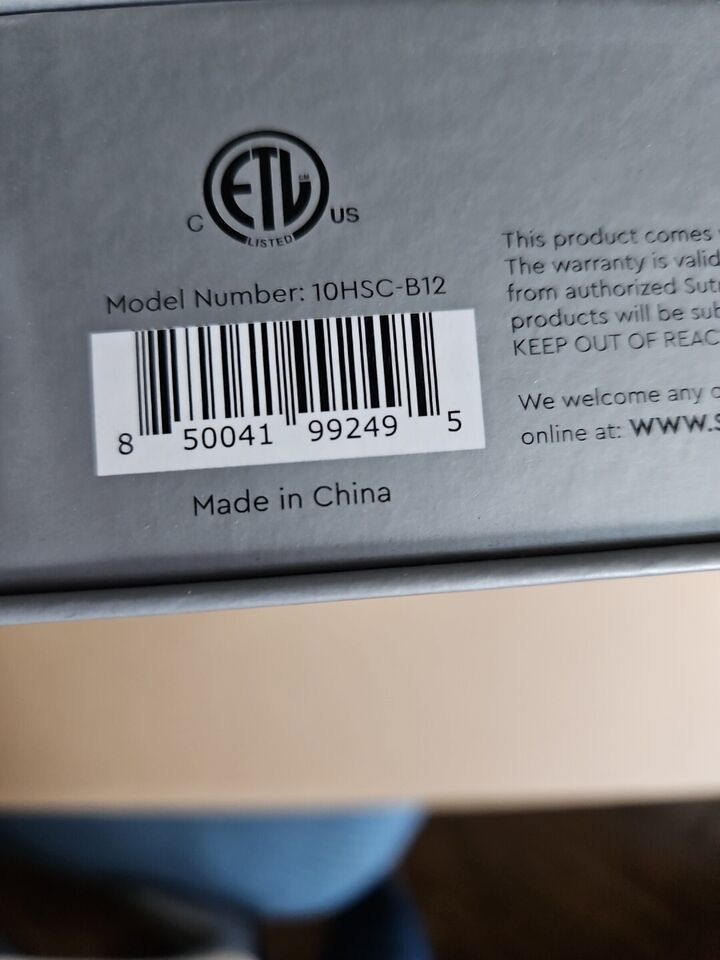 ETL CM
C US
LISTED
Model Number: 10HSC-B12
8 50041 99249 5
Made in China
This product comes
The warranty is valid
from authorized
products will be
KEEP OUT OF
We welcome any
online at: